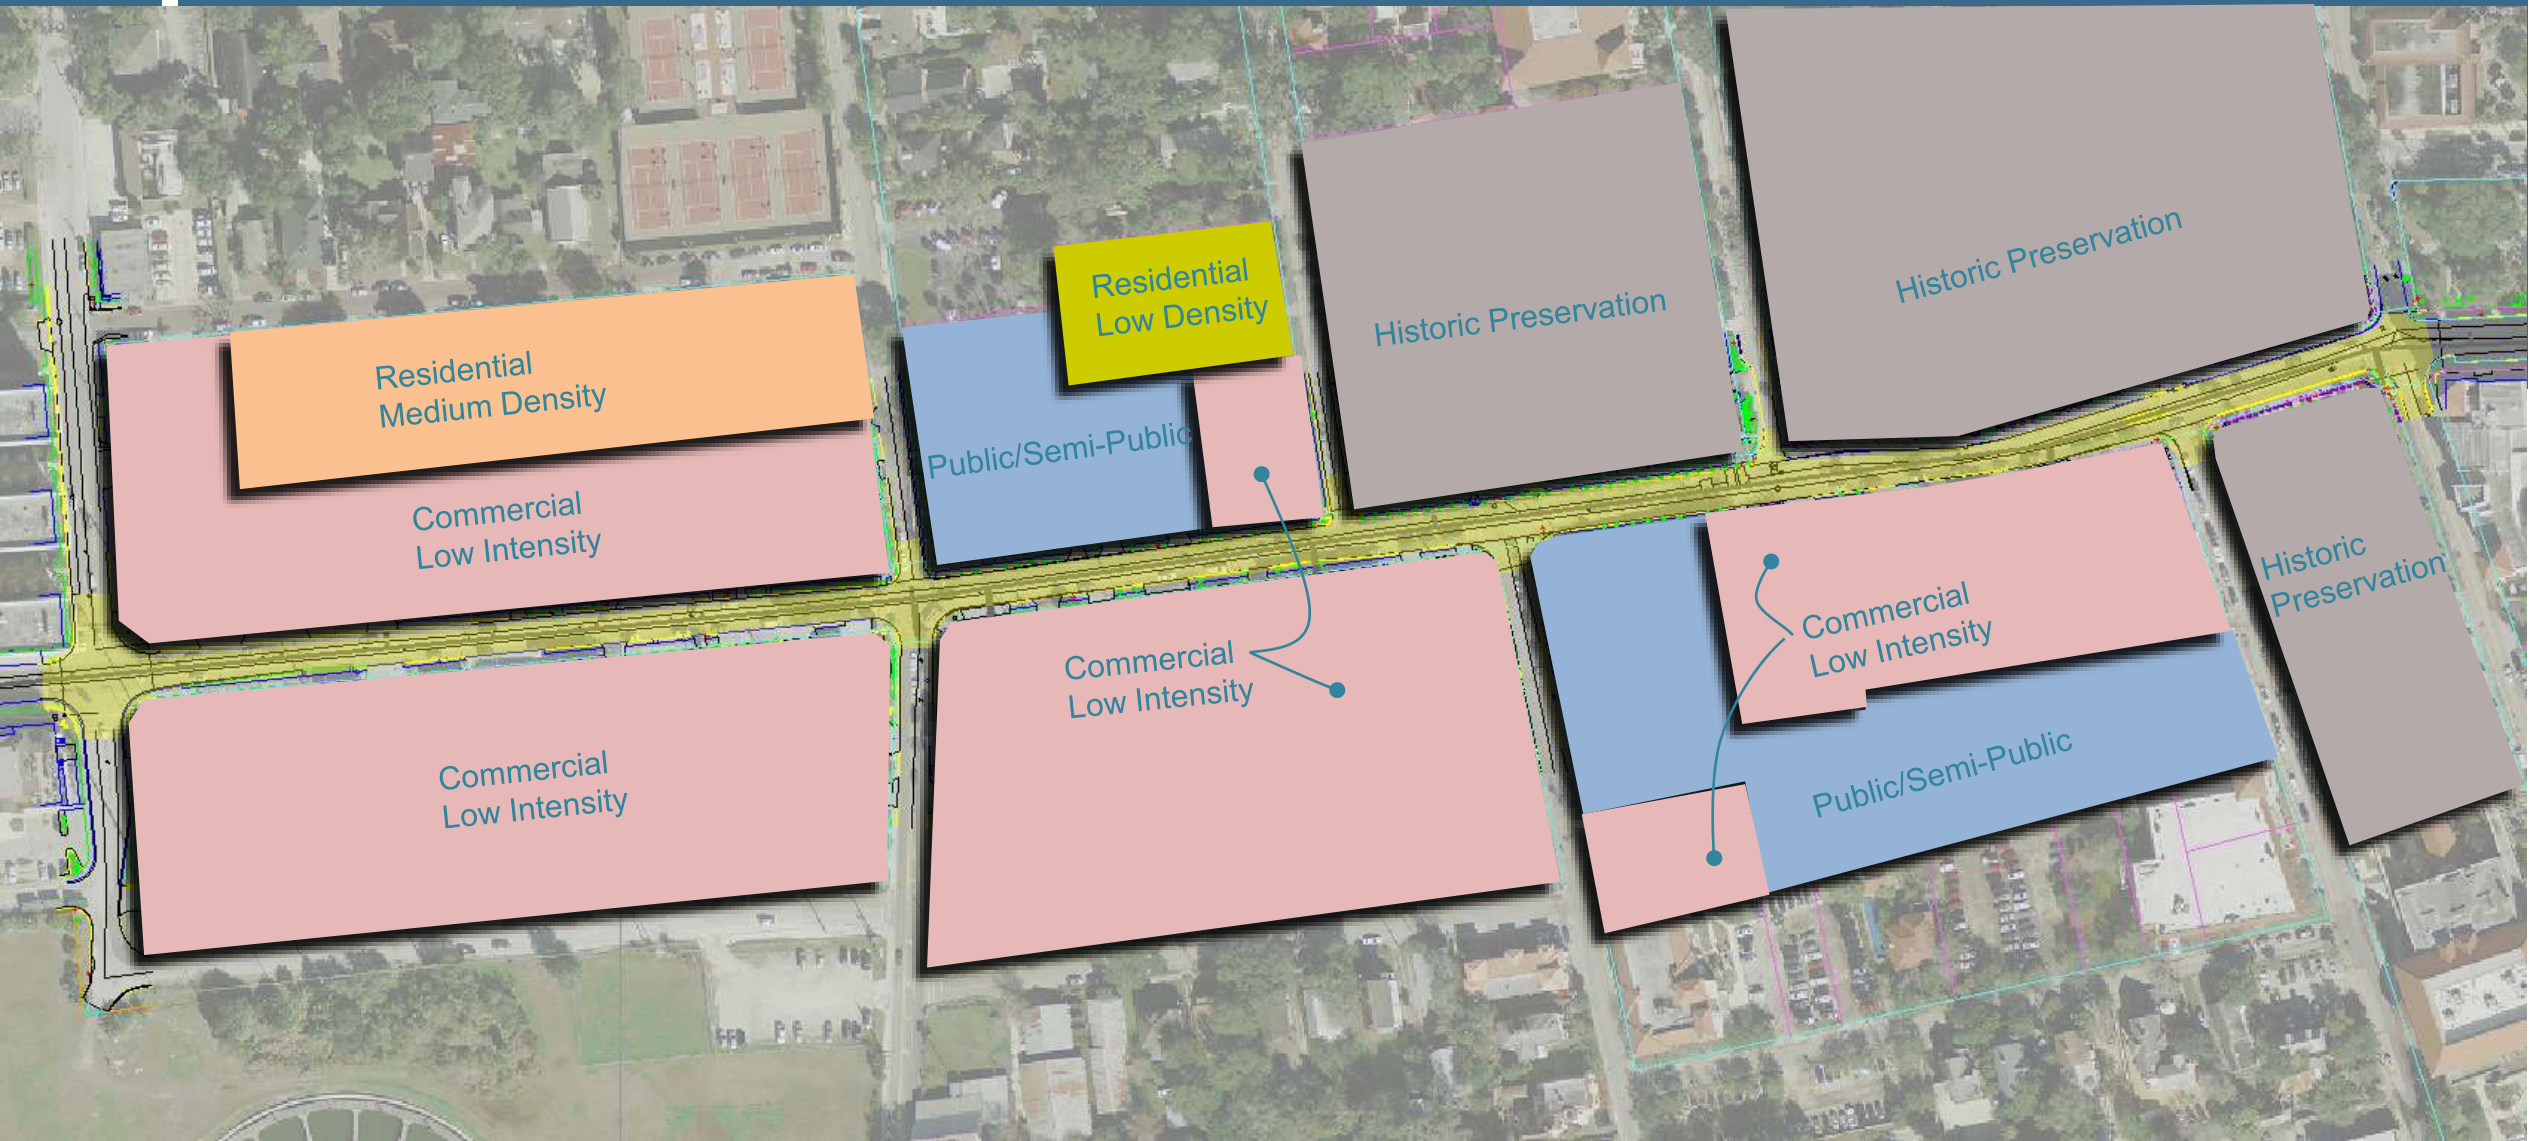 Historic Preservation
Residential
Low Density
Historic Preservation
Residential
Medium Density
Public/Semi-Public
Commercial
Low Intensity
Historic
Preservation
Commercial
Low Intensity
Commercial
Low Intensity
Commercial
Low Intensity
Public/Semi-Public